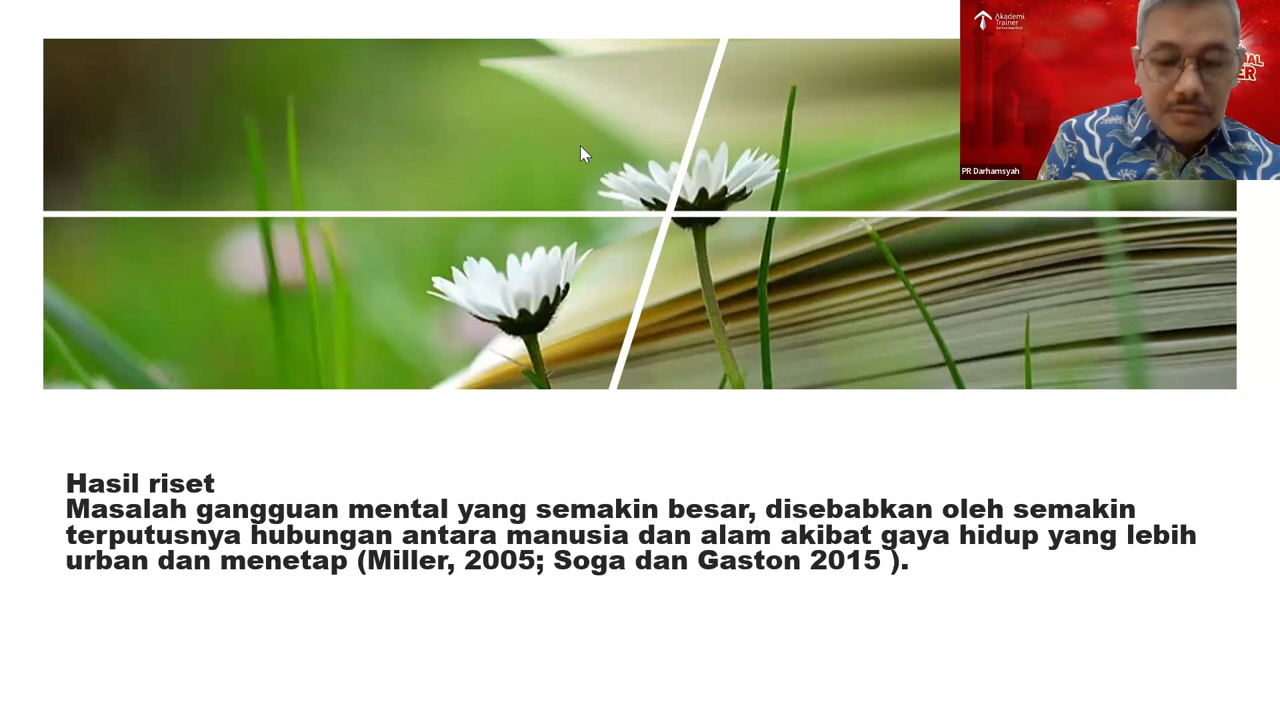 Akademi
Trainer
PR Darhamsyah
Hasil riset
Masalah gangguan mental yang semakin besar, disebabkan oleh semakin
terputusnya hubungan antara manusia dan alam akibat gaya hidup yang lebih
urban dan menetap (Miller, 2005; Soga dan Gaston 2015 ).